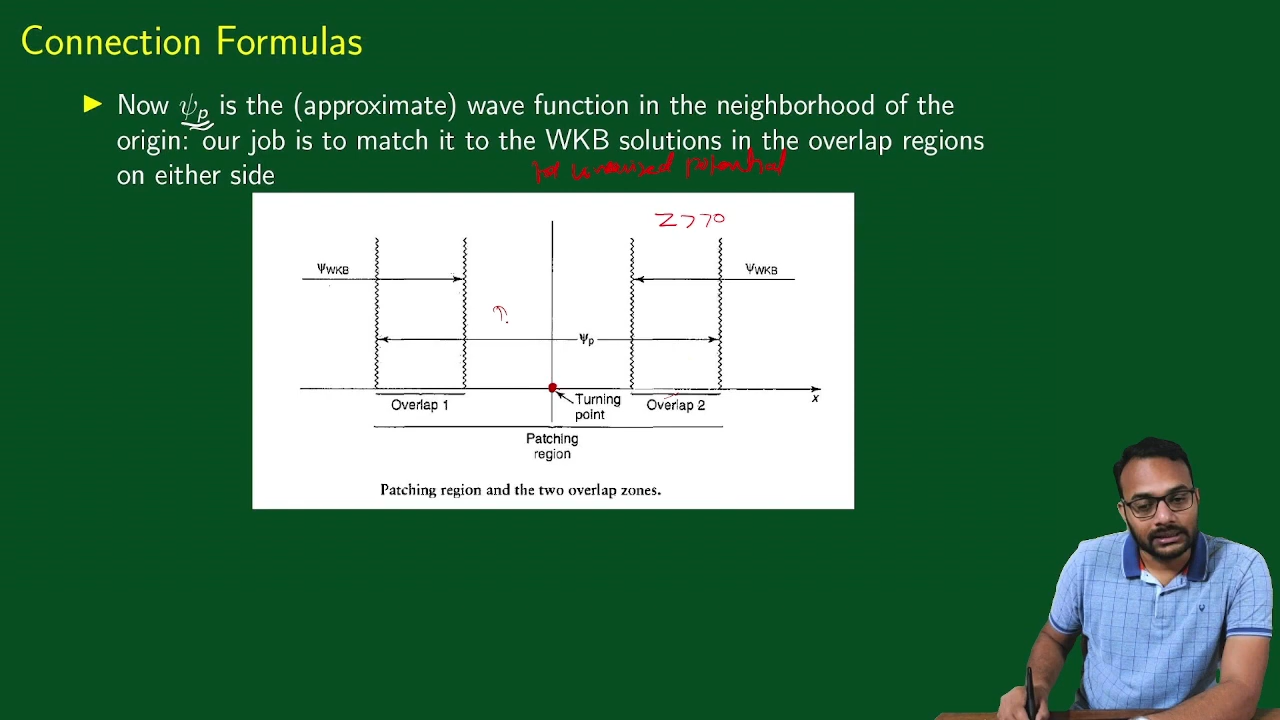 Connection Formulas
▶ Now ψp is the (approximate) wave function in the neighborhood of the
origin: our job is to match it to the WKB solutions in the overlap regions
on either side
for linearized potential
z>>0
ψWKB
ψWKB
ψp
Overlap 1
Turning
point
Overlap 2
x
Patching
region
Patching region and the two overlap zones.